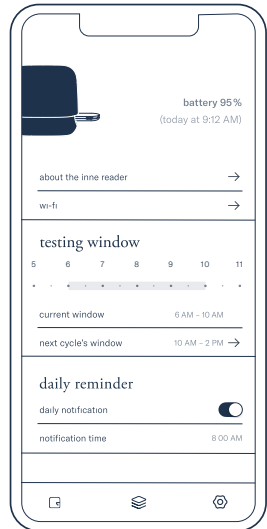 battery 95%
(today at 9:12 AM)
about the inne reader
wi-fi
testing window
5 6 7 8 9 10 11
current window 6 AM – 10 AM
next cycle's window 10 AM – 2 PM
daily reminder
daily notification
notification time 8 00 AM